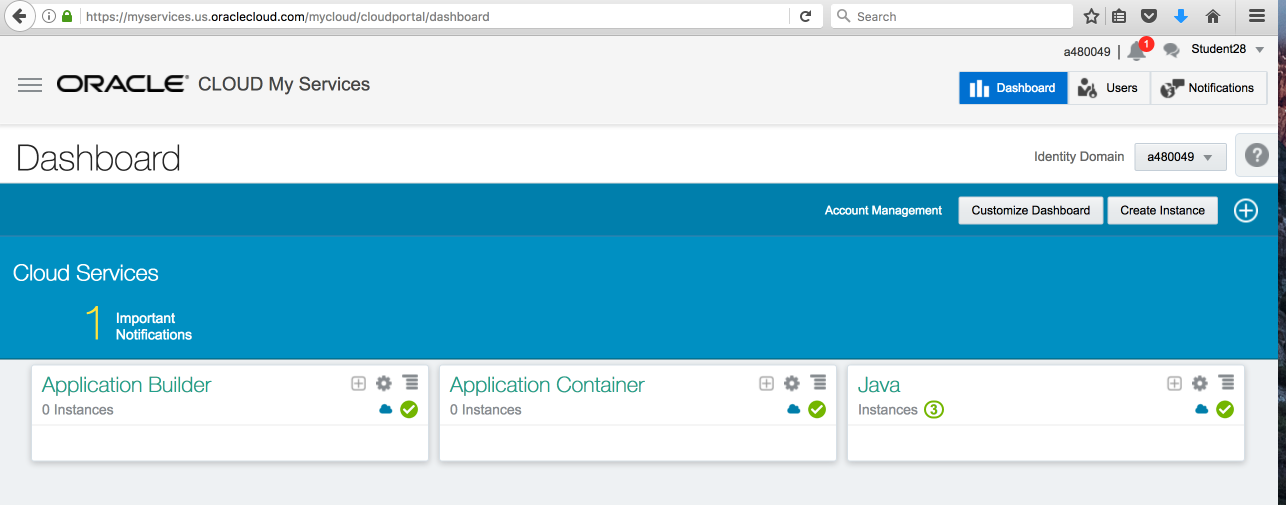 https://myservices.us.oraclecloud.com/mycloud/cloudportal/dashboard
Search
a480049 | 1 Student28
ORACLE CLOUD My Services
Dashboard Users Notifications
Dashboard
Identity Domain a480049 ?
Account Management Customize Dashboard Create Instance
Cloud Services
1 Important
Notifications
Application Builder Application Container Java
0 Instances 0 Instances Instances 3